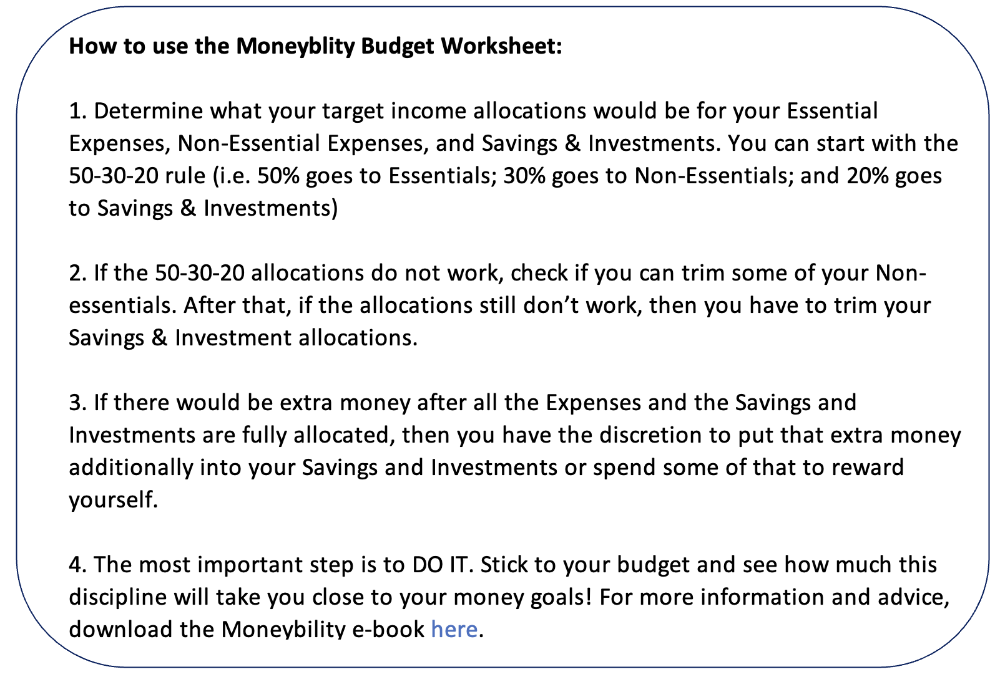 How to use the Moneyblity Budget Worksheet:
1. Determine what your target income allocations would be for your Essential
Expenses, Non-Essential Expenses, and Savings & Investments. You can start with the
50-30-20 rule (i.e. 50% goes to Essentials; 30% goes to Non-Essentials; and 20% goes
to Savings & Investments)
2. If the 50-30-20 allocations do not work, check if you can trim some of your Non-
essentials. After that, if the allocations still don’t work, then you have to trim your
Savings & Investment allocations.
3. If there would be extra money after all the Expenses and the Savings and
Investments are fully allocated, then you have the discretion to put that extra money
additionally into your Savings and Investments or spend some of that to reward
yourself.
4. The most important step is to DO IT. Stick to your budget and see how much this
discipline will take you close to your money goals! For more information and advice,
download the Moneybility e-book here.